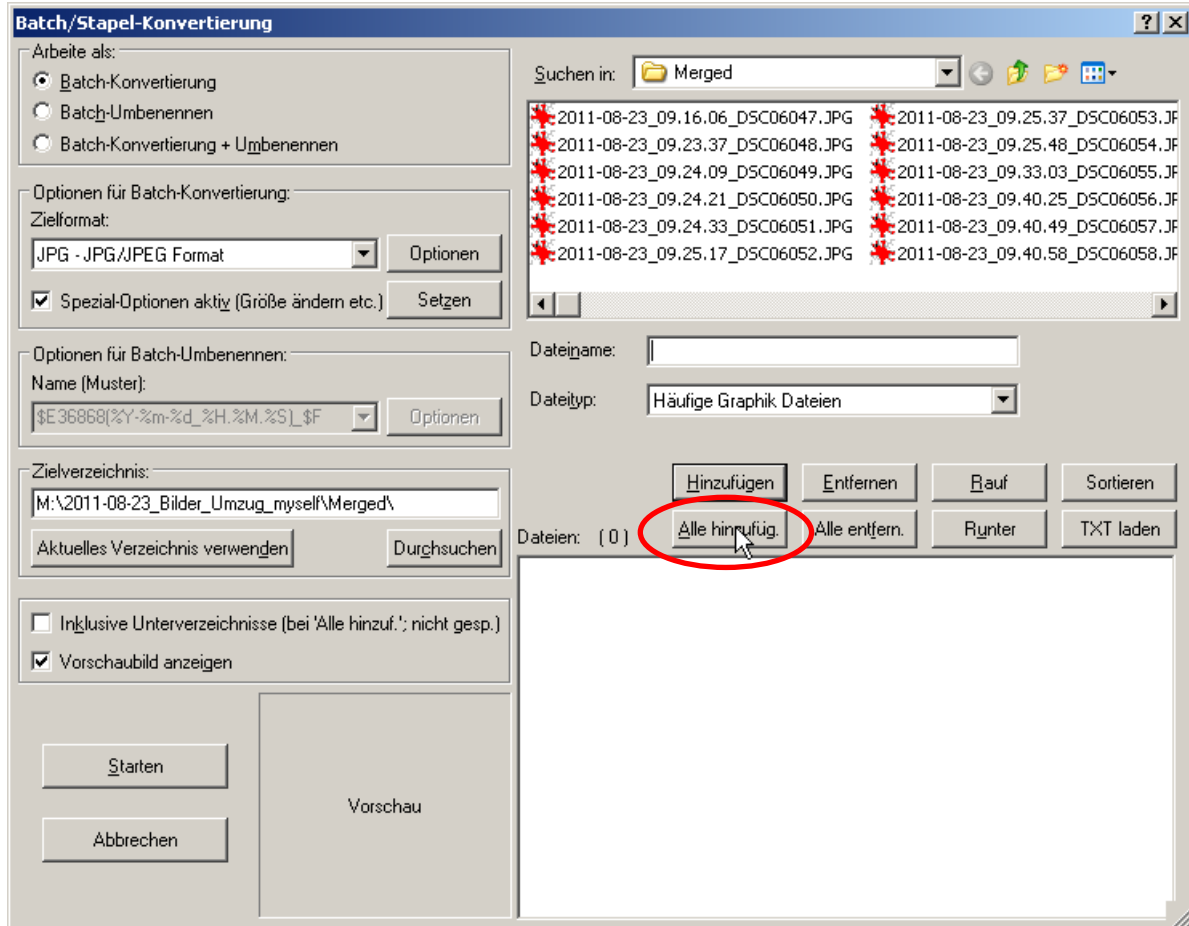 Batch/Stapel-Konvertierung
Arbeite als:
Batch-Konvertierung
Batch-Umbenennen
Batch-Konvertierung + Umbenennen
Optionen für Batch-Konvertierung:
Zielformat:
JPG - JPG/JPEG Format
Optionen
Spezial-Optionen aktiv (Größe ändern etc.)
Setzen
Optionen für Batch-Umbenennen:
Name (Muster):
$E36868(%Y-%m-%d_%H.%M.%S)_$F
Optionen
Zielverzeichnis:
M:\2011-08-23_Bilder_Umzug_myself\Merged\
Aktuelles Verzeichnis verwenden
Durchsuchen
Inklusive Unterverzeichnisse (bei 'Alle hinzuf.'; nicht gesp.)
Vorschaubild anzeigen
Starten
Abbrechen
Vorschau
Suchen in:
Merged
2011-08-23_09.16.06_DSC06047.JPG
2011-08-23_09.23.37_DSC06048.JPG
2011-08-23_09.24.09_DSC06049.JPG
2011-08-23_09.24.21_DSC06050.JPG
2011-08-23_09.24.33_DSC06051.JPG
2011-08-23_09.25.17_DSC06052.JPG
2011-08-23_09.25.37_DSC06053.JP
2011-08-23_09.25.48_DSC06054.JP
2011-08-23_09.33.03_DSC06055.JP
2011-08-23_09.40.25_DSC06056.JP
2011-08-23_09.40.49_DSC06057.JP
2011-08-23_09.40.58_DSC06058.JP
Dateiname:
Dateityp:
Häufige Graphik Dateien
Hinzufügen
Entfernen
Rauf
Sortieren
Dateien: ( 0 )
Alle hinzufüg.
Alle entfern.
Runter
TXT laden